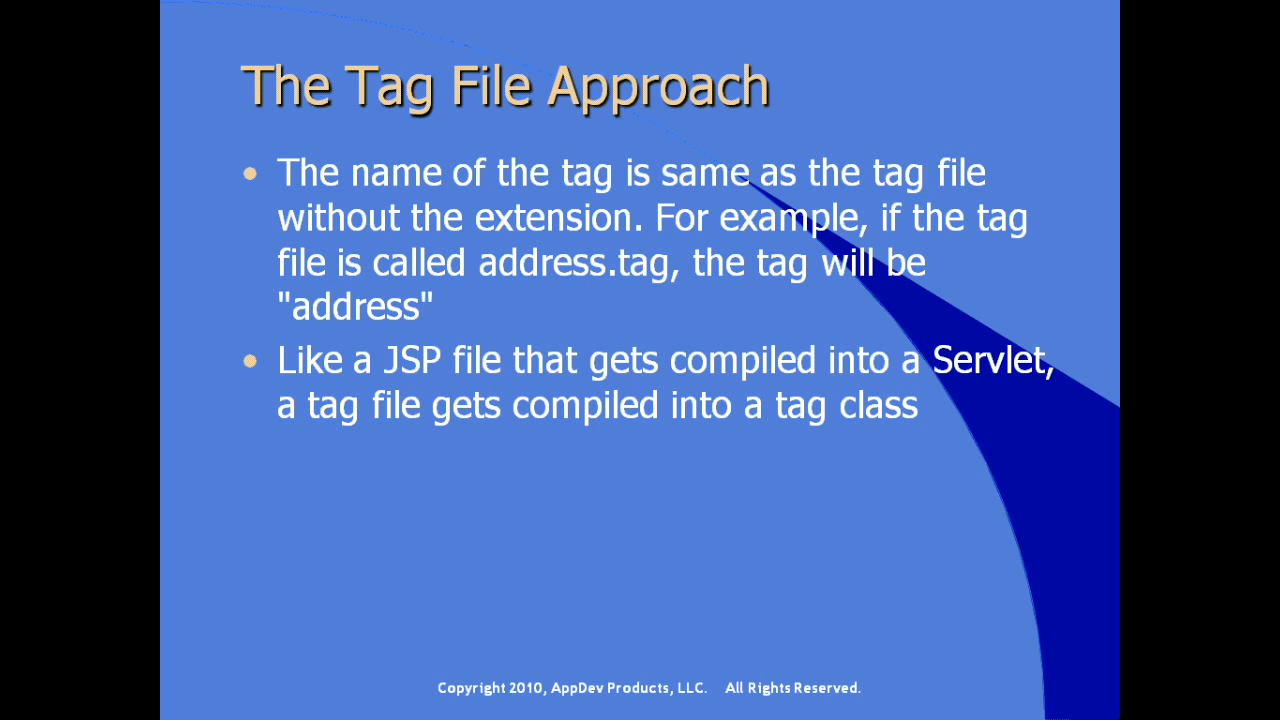 The Tag File Approach
• The name of the tag is same as the tag file
without the extension. For example, if the tag
file is called address.tag, the tag will be
"address"
• Like a JSP file that gets compiled into a Servlet,
a tag file gets compiled into a tag class
Copyright 2010, AppDev Products, LLC. All Rights Reserved.